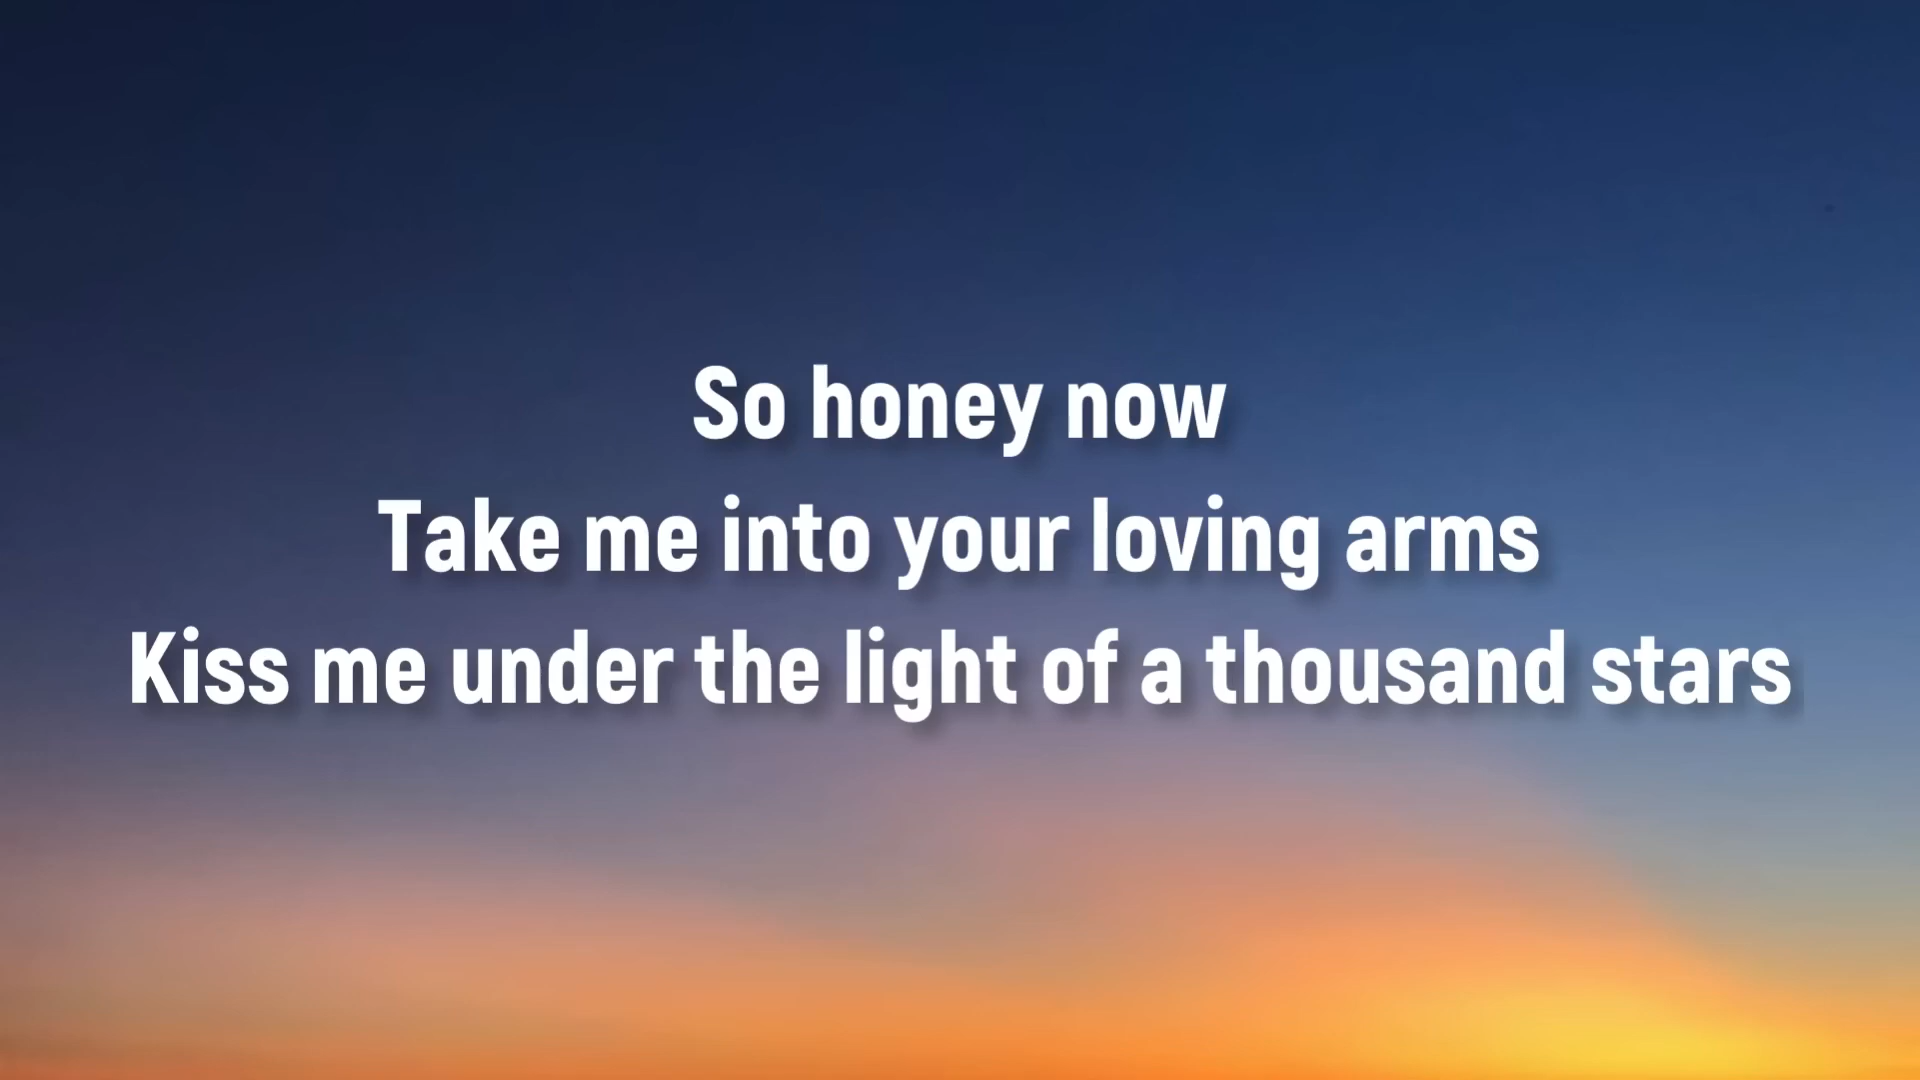 So honey now
Take me into your loving arms
Kiss me under the light of a thousand stars